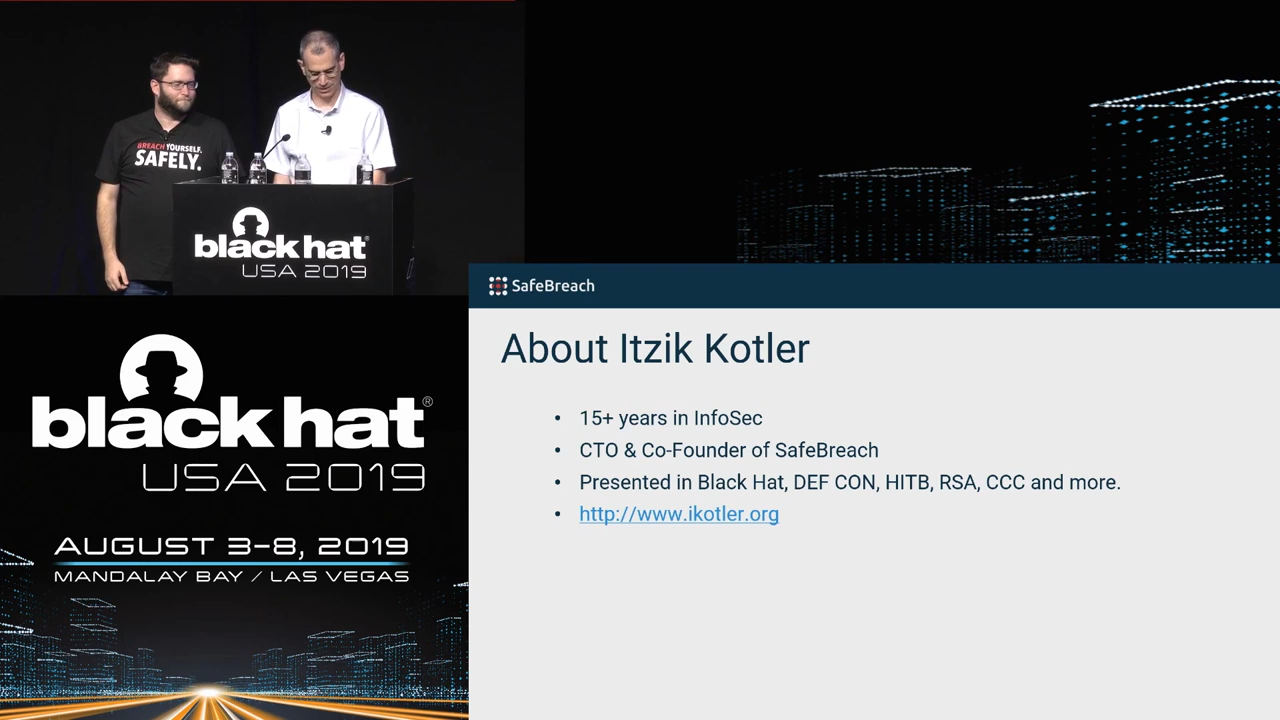 BREACH YOURSELF.
SAFELY.
black hat®
USA 2019
black hat®
USA 2019
AUGUST 3–8, 2019
MANDALAY BAY / LAS VEGAS
SafeBreach
About Itzik Kotler
• 15+ years in InfoSec
• CTO & Co-Founder of SafeBreach
• Presented in Black Hat, DEF CON, HITB, RSA, CCC and more.
• http://www.ikotler.org